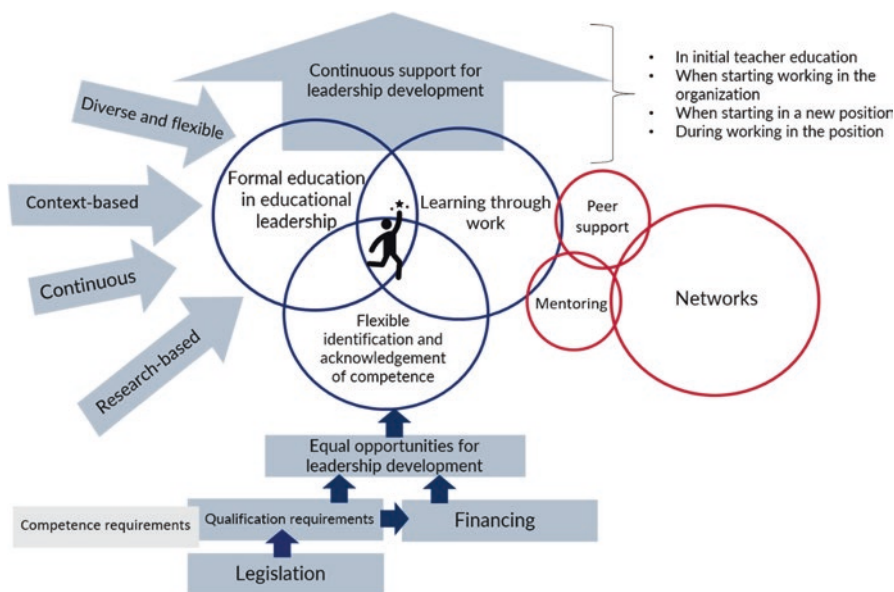 Continuous support for
leadership development
• In initial teacher education
• When starting working in the
organization
• When starting in a new position
• During working in the position
Diverse and flexible
Context-based
Continuous
Research-based
Formal education
in educational
leadership
Learning through
work
Flexible
identification and
acknowledgement
of competence
Peer
support
Mentoring
Networks
Equal opportunities for
leadership development
Competence requirements
Qualification requirements
Financing
Legislation